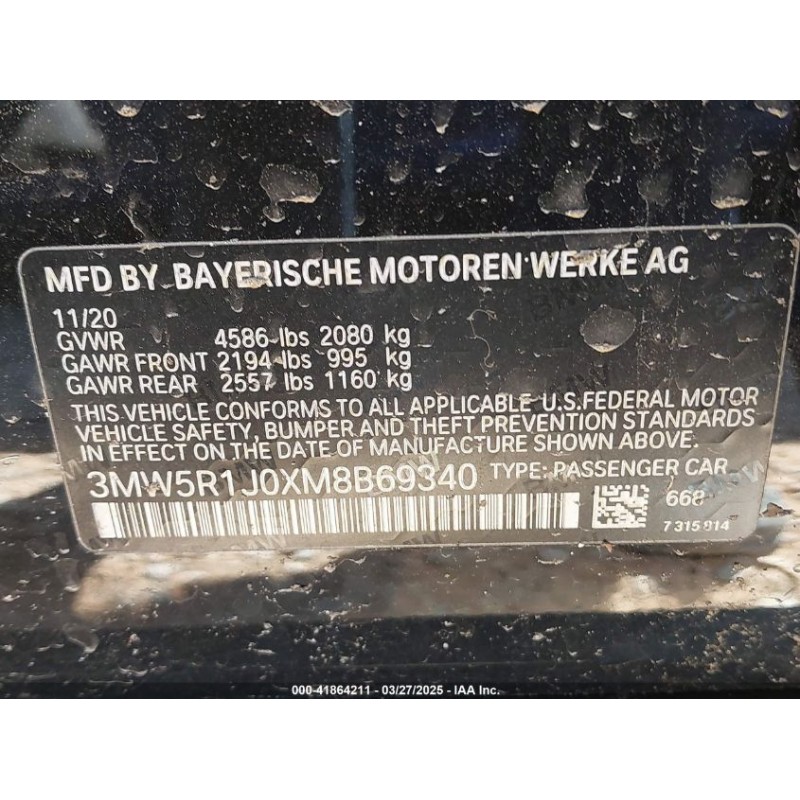 MFD BY BAYERISCHE MOTOREN WERKE AG
11/20
GVWR 4586 lbs 2080 kg
GAWR FRONT 2194 lbs 995 kg
GAWR REAR 2557 lbs 1160 kg
THIS VEHICLE CONFORMS TO ALL APPLICABLE U.S.FEDERAL MOTOR
VEHICLE SAFETY, BUMPER AND THEFT PREVENTION STANDARDS
IN EFFECT ON THE DATE OF MANUFACTURE SHOWN ABOVE.
3MW5R1J0XM8B69340 TYPE: PASSENGER CAR
668
7 315 814
000-41864211 - 03/27/2025 - IAA Inc.